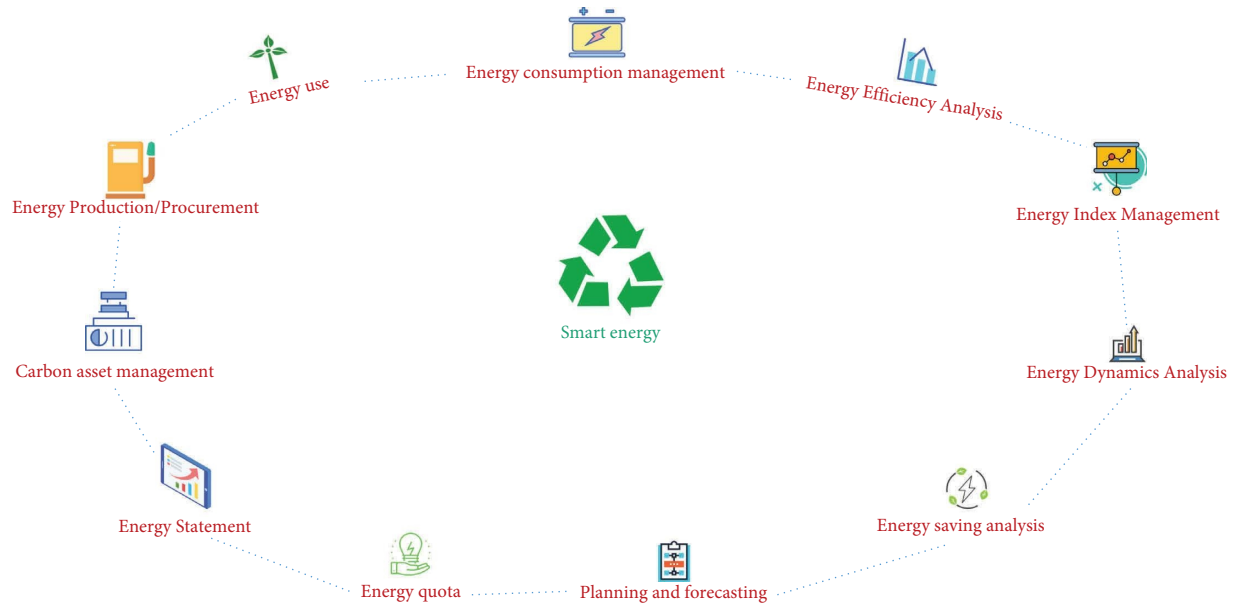 Energy consumption management
Energy use
Energy Efficiency Analysis
Energy Production/Procurement
Energy Index Management
Smart energy
Carbon asset management
Energy Dynamics Analysis
Energy Statement
Energy saving analysis
Energy quota
Planning and forecasting